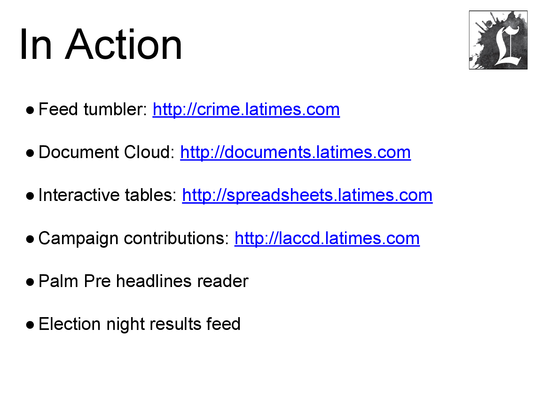 In Action
L
● Feed tumbler: http://crime.latimes.com
● Document Cloud: http://documents.latimes.com
● Interactive tables: http://spreadsheets.latimes.com
● Campaign contributions: http://laccd.latimes.com
● Palm Pre headlines reader
● Election night results feed